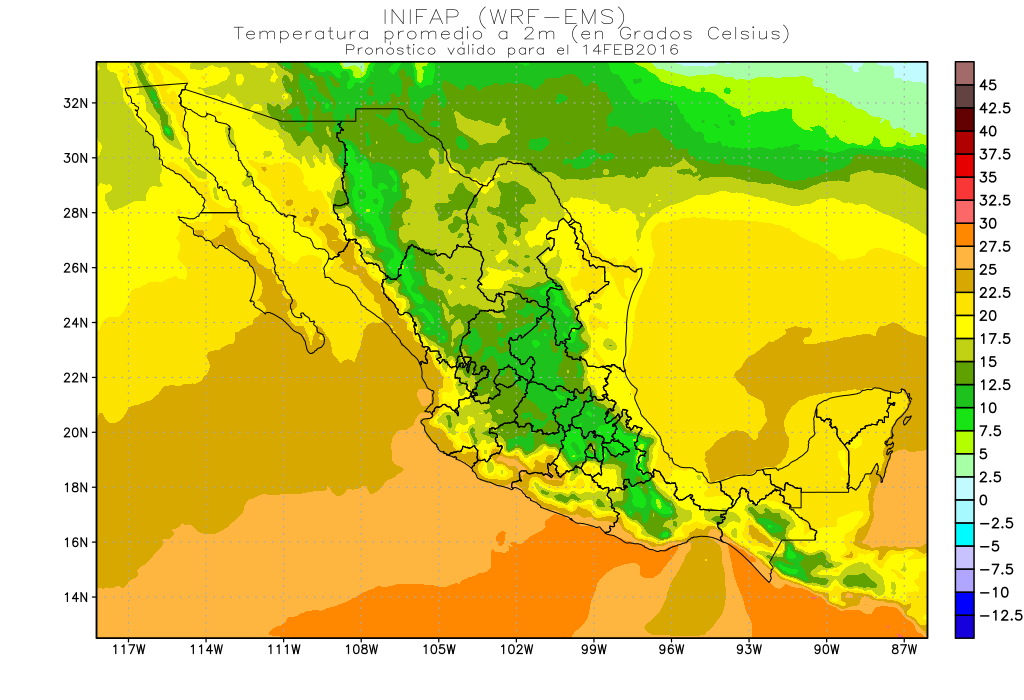 INIFAP (WRF-EMS)
Temperatura promedio a 2m (en Grados Celsius)
Pronóstico válido para el 14FEB2016
32N
30N
28N
26N
24N
22N
20N
18N
16N
14N
117W 114W 111W 108W 105W 102W 99W 96W 93W 90W 87W
45
42.5
40
37.5
35
32.5
30
27.5
25
22.5
20
17.5
15
12.5
10
7.5
5
2.5
0
-2.5
-5
-7.5
-10
-12.5